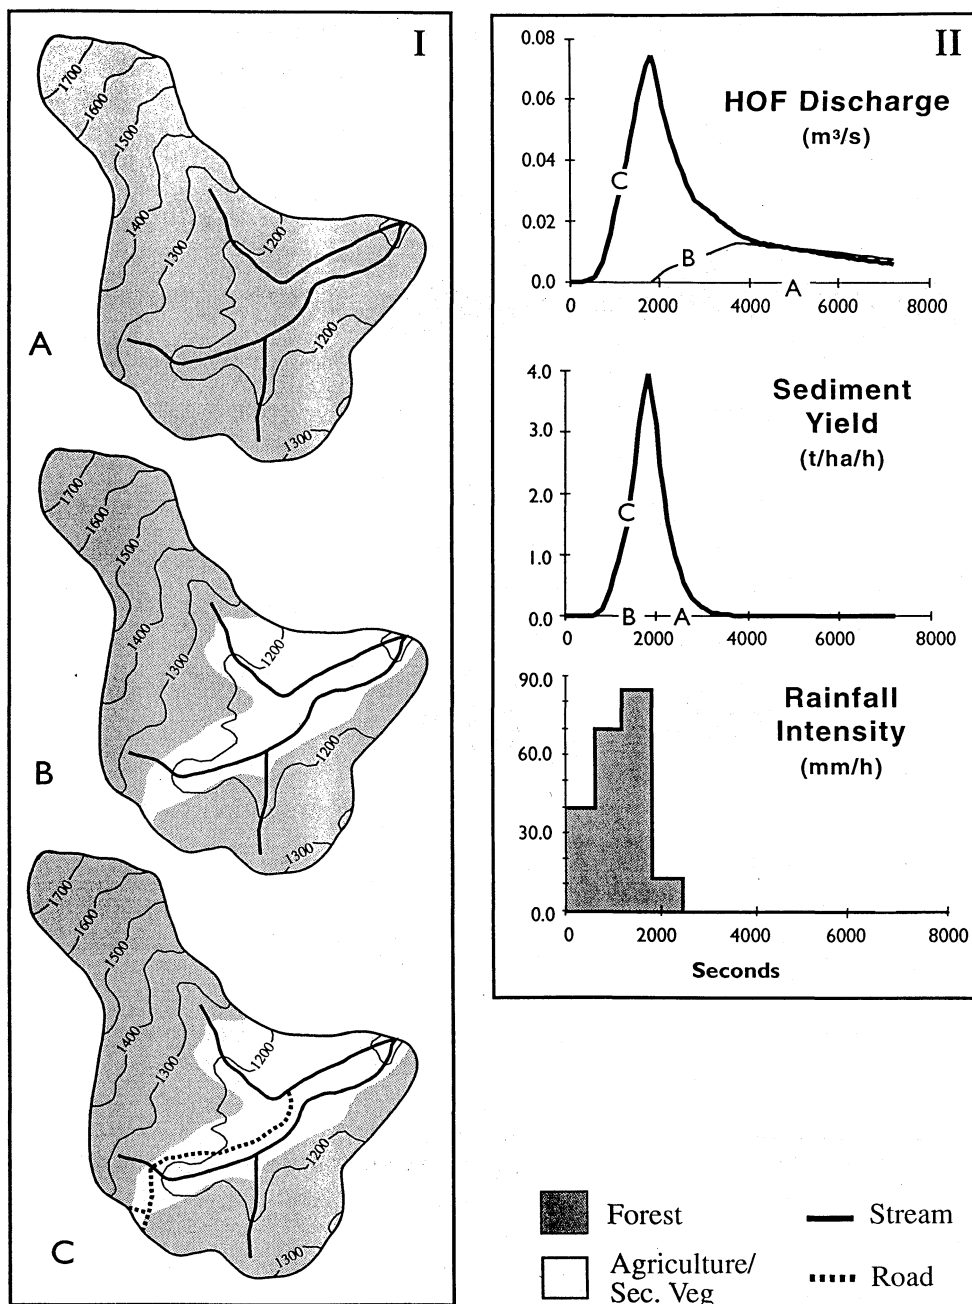 I
1700
1600
1500
1400
1300
1200
1200
1300
A
1700
1600
1500
1400
1300
1200
1200
1300
B
1700
1600
1500
1400
1300
1200
1200
1300
C
II
HOF Discharge
(m³/s)
0.08
0.06
0.04
0.02
0.0
C
B
A
0 2000 4000 6000 8000
Sediment
Yield
(t/ha/h)
4.0
3.0
2.0
1.0
0.0
C
B A
0 2000 4000 6000 8000
Rainfall
Intensity
(mm/h)
90.0
60.0
30.0
0.0
0 2000 4000 6000 8000
Seconds
Forest
Stream
Agriculture/
Sec. Veg
Road